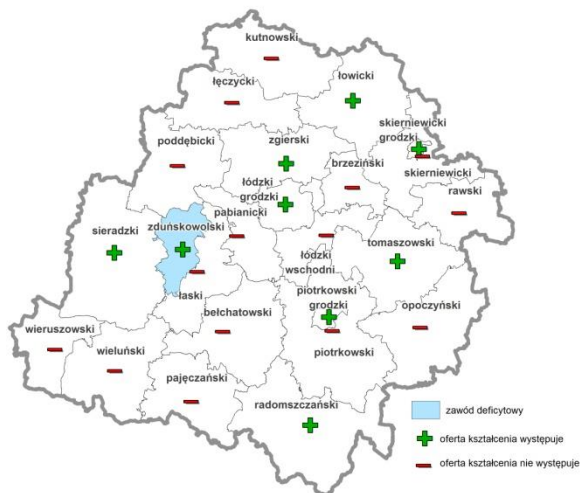 kutnowski
łowicki
łęczycki
skierniewicki
grodzki
zgierski
poddębicki
brzeziński
skierniewicki
łódzki
grodzki
rawski
pabianicki
zduńskowolski
sieradzki
tomaszowski
łódzki
wschodni
piotrkowski
grodzki
łaski
opoczyński
bełchatowski
wieruszowski
wieluński
piotrkowski
pajęczański
radomszczański
zawód deficytowy
oferta kształcenia występuje
oferta kształcenia nie występuje